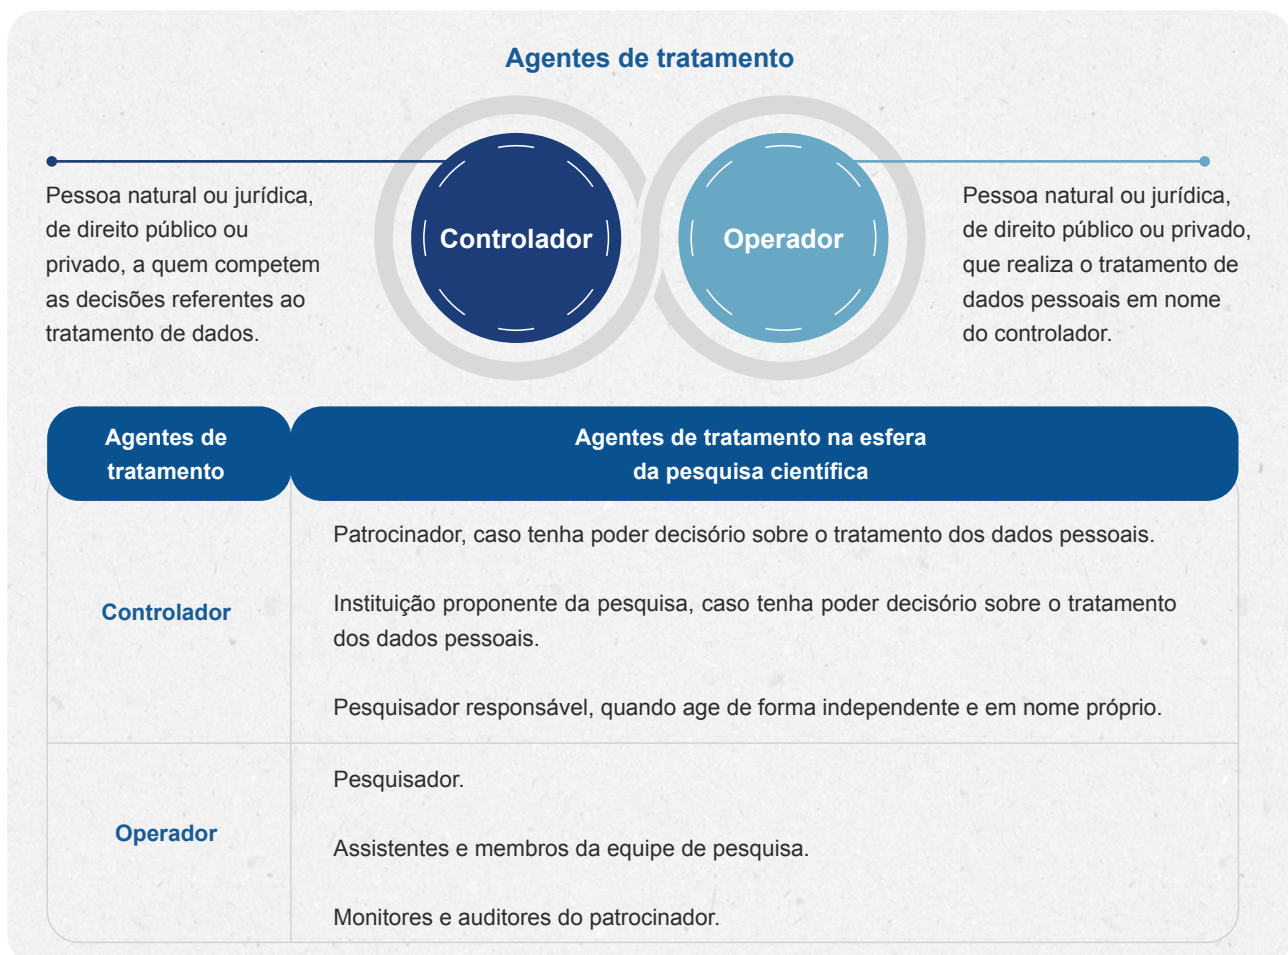 Agentes de tratamento
Pessoa natural ou jurídica,
de direito público ou
privado, a quem competem
as decisões referentes ao
tratamento de dados.
Controlador
Operador
Pessoa natural ou jurídica,
de direito público ou privado,
que realiza o tratamento de
dados pessoais em nome
do controlador.
Agentes de
tratamento
Agentes de tratamento na esfera
da pesquisa científica
Controlador
Patrocinador, caso tenha poder decisório sobre o tratamento dos dados pessoais.
Instituição proponente da pesquisa, caso tenha poder decisório sobre o tratamento
dos dados pessoais.
Pesquisador responsável, quando age de forma independente e em nome próprio.
Operador
Pesquisador.
Assistentes e membros da equipe de pesquisa.
Monitores e auditores do patrocinador.